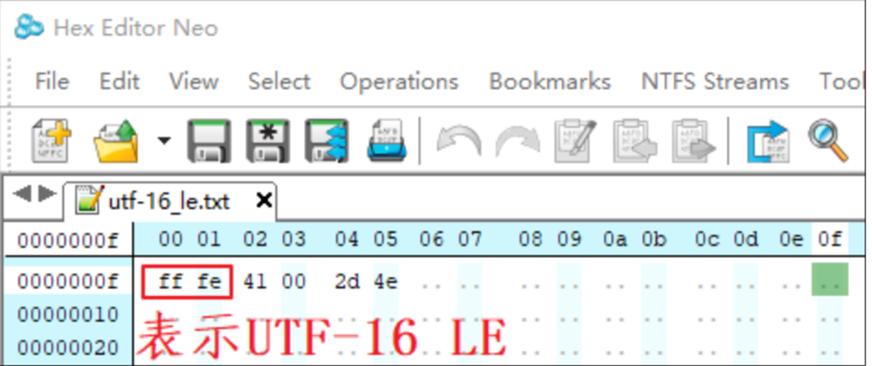 Hex Editor Neo
File Edit View Select Operations Bookmarks NTFS Streams Tool
utf-16_le.txt
0000000f 00 01 02 03 04 05 06 07 08 09 0a 0b 0c 0d 0e 0f
0000000f ff fe 41 00 2d 4e .. .. .. .. .. .. .. .. .. ..
00000010 .. .. .. .. .. .. .. .. .. .. .. .. .. .. .. ..
00000020 .. .. .. .. .. .. .. .. .. .. .. .. .. .. .. ..
表示UTF-16 LE